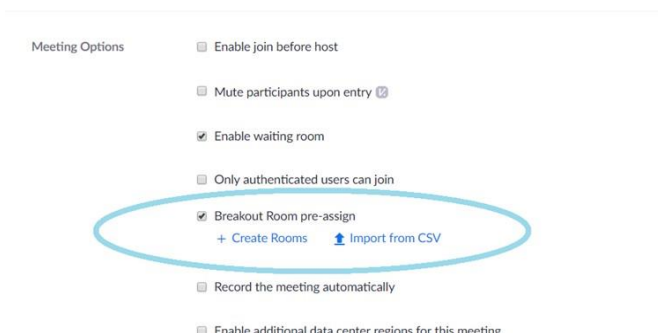 Meeting Options
Enable join before host
Mute participants upon entry
Enable waiting room
Only authenticated users can join
Breakout Room pre-assign
+ Create Rooms Import from CSV
Record the meeting automatically
Enable additional data center regions for this meeting